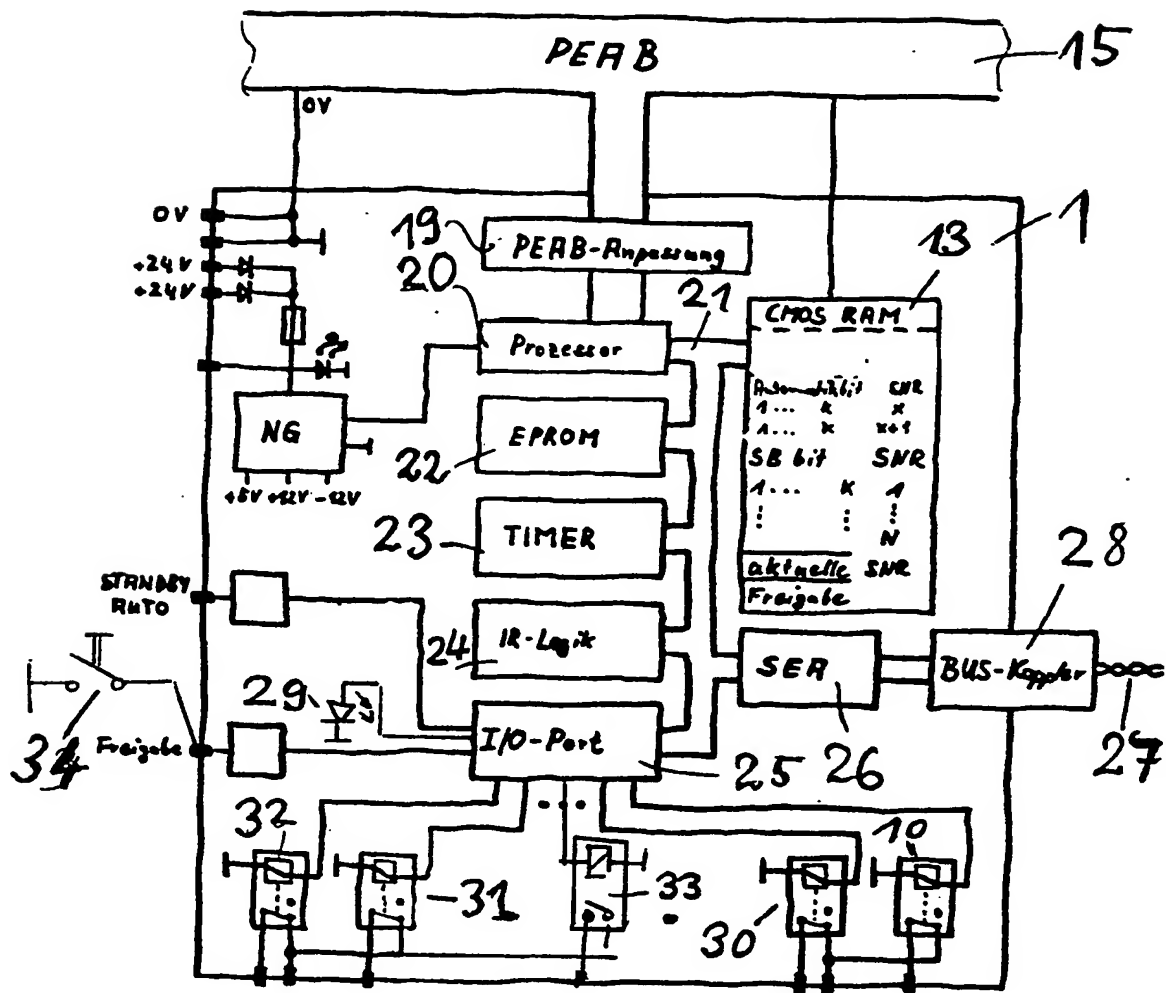 PEAB
15
0V
0V
+24V
+24V
19
PEAB-Anpassung
20
Prozessor
21
13
1
CMOS RAM
Automatikbit SNR
1... k x
1... k x+1
SB bit SNR
1... k 1
N
aktuelle SNR
Freigabe
NG
+5V +12V -12V
EPROM
22
23
TIMER
STANDBY
AUTO
24
IR-Logik
SEA
26
28
BUS-Koppler
27
29
34
Freigabe
I/O-Port
25
32
31
33
30
10